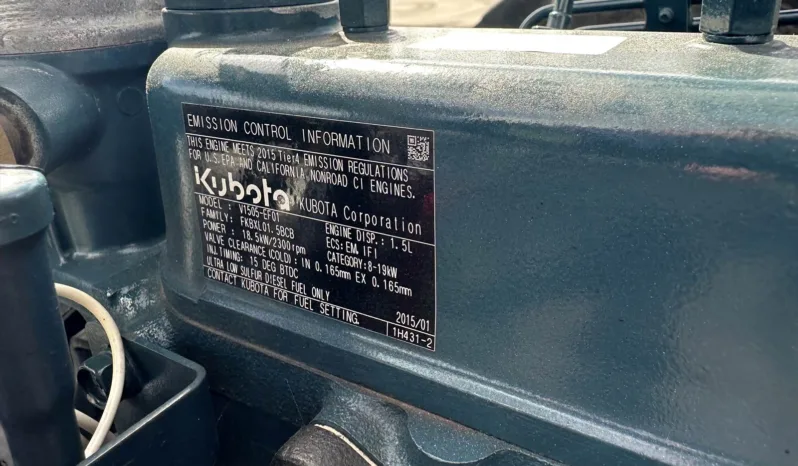 EMISSION CONTROL INFORMATION
THIS ENGINE MEETS 2015 Tier4 EMISSION REGULATIONS
FOR U.S. EPA AND CALIFORNIA NONROAD CI ENGINES.
Kubota KUBOTA Corporation
MODEL : V1505-EF01 ENGINE DISP.: 1.5L
FAMILY: FKBXL01.5BCB ECS: EM, IFI
POWER : 18.5kW/2300rpm CATEGORY: 8-19kW
VALVE CLEARANCE(COLD): IN 0.165mm EX 0.165mm
INJ.TIMING: 15 DEG BTDC
ULTRA LOW SULFUR DIESEL FUEL ONLY
CONTACT KUBOTA FOR FUEL SETTING. 2015/01
1H431-2